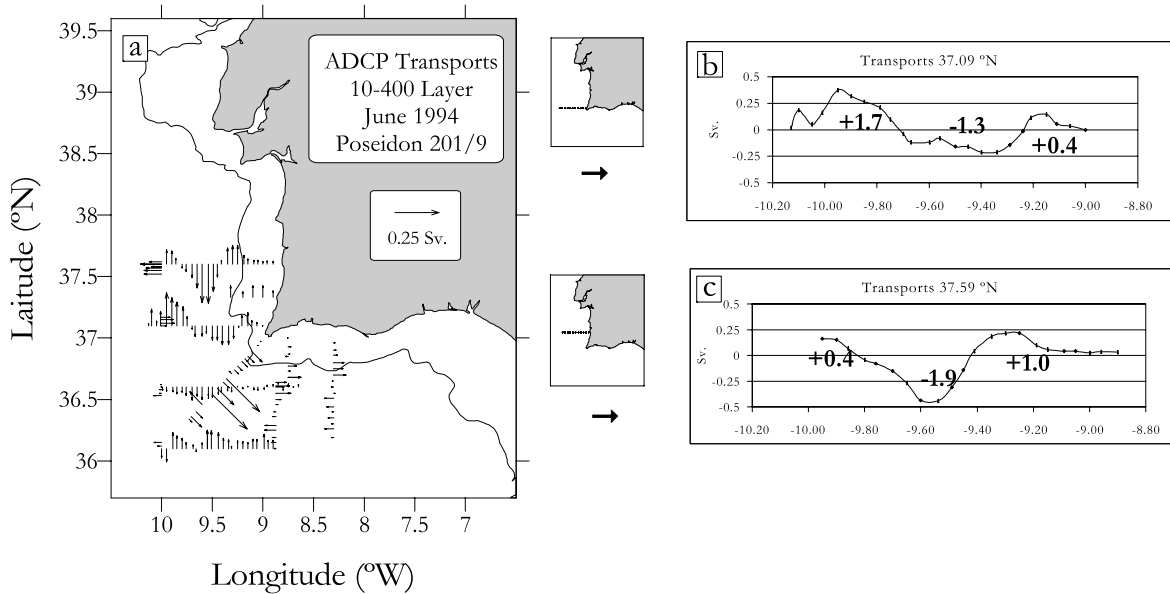 a
ADCP Transports
10-400 Layer
June 1994
Poseidon 201/9
0.25 Sv.
39.5
39
38.5
38
37.5
37
36.5
36
Laitude (ºN)
10 9.5 9 8.5 8 7.5 7
Longitude (ºW)
b
Transports 37.09 ºN
0.5
0.25
0
-0.25
-0.5
Sv.
+1.7 -1.3 +0.4
-10.20 -10.00 -9.80 -9.60 -9.40 -9.20 -9.00 -8.80
c
Transports 37.59 ºN
0.5
0.25
0
-0.25
-0.5
Sv.
+0.4 -1.9 +1.0
-10.20 -10.00 -9.80 -9.60 -9.40 -9.20 -9.00 -8.80